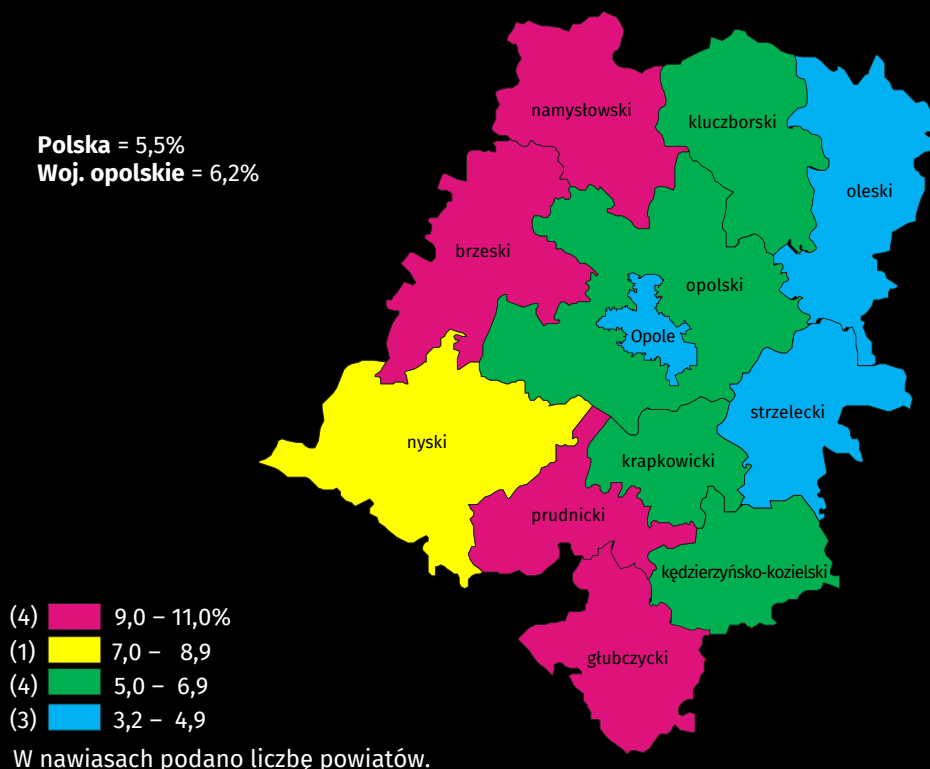 namysłowski
kluczborski
Polska = 5,5%
Woj. opolskie = 6,2%
oleski
brzeski
opolski
Opole
strzelecki
nyski
krapkowicki
prudnicki
kędzierzyńsko-kozielski
głubczycki
(4) 9,0 – 11,0%
(1) 7,0 – 8,9
(4) 5,0 – 6,9
(3) 3,2 – 4,9
W nawiasach podano liczbę powiatów.